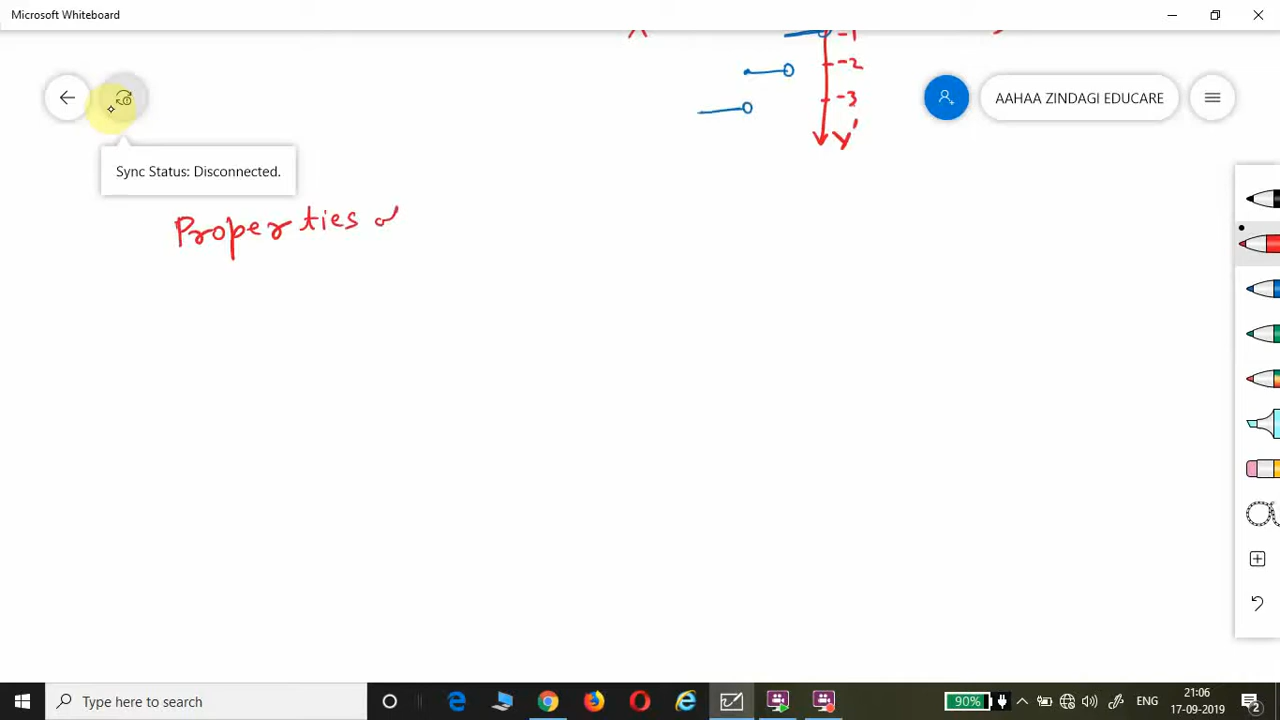 Microsoft Whiteboard
-1
-2
-3
Y'
AAHAA ZINDAGI EDUCARE
Sync Status: Disconnected.
Properties o
Type here to search
90%
ENG
21:06
17-09-2019
2